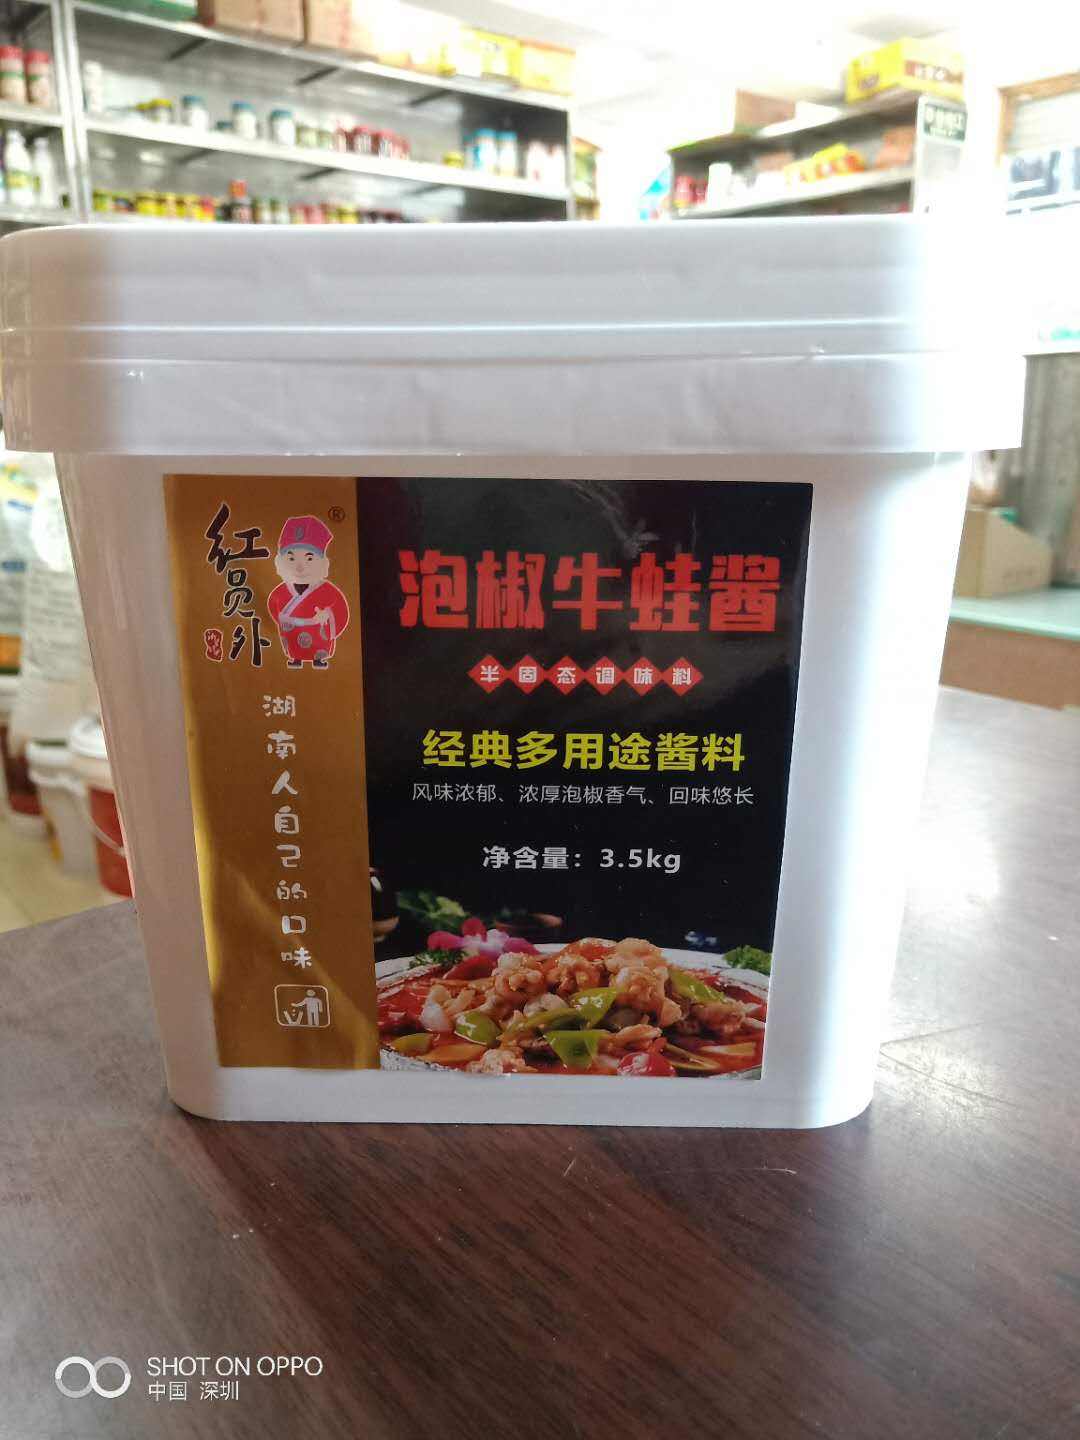 红员外
®
湖南人自己的口味
泡椒牛蛙酱
半固态调味料
经典多用途酱料
风味浓郁、浓厚泡椒香气、回味悠长
净含量：3.5kg
SHOT ON OPPO
中国 深圳